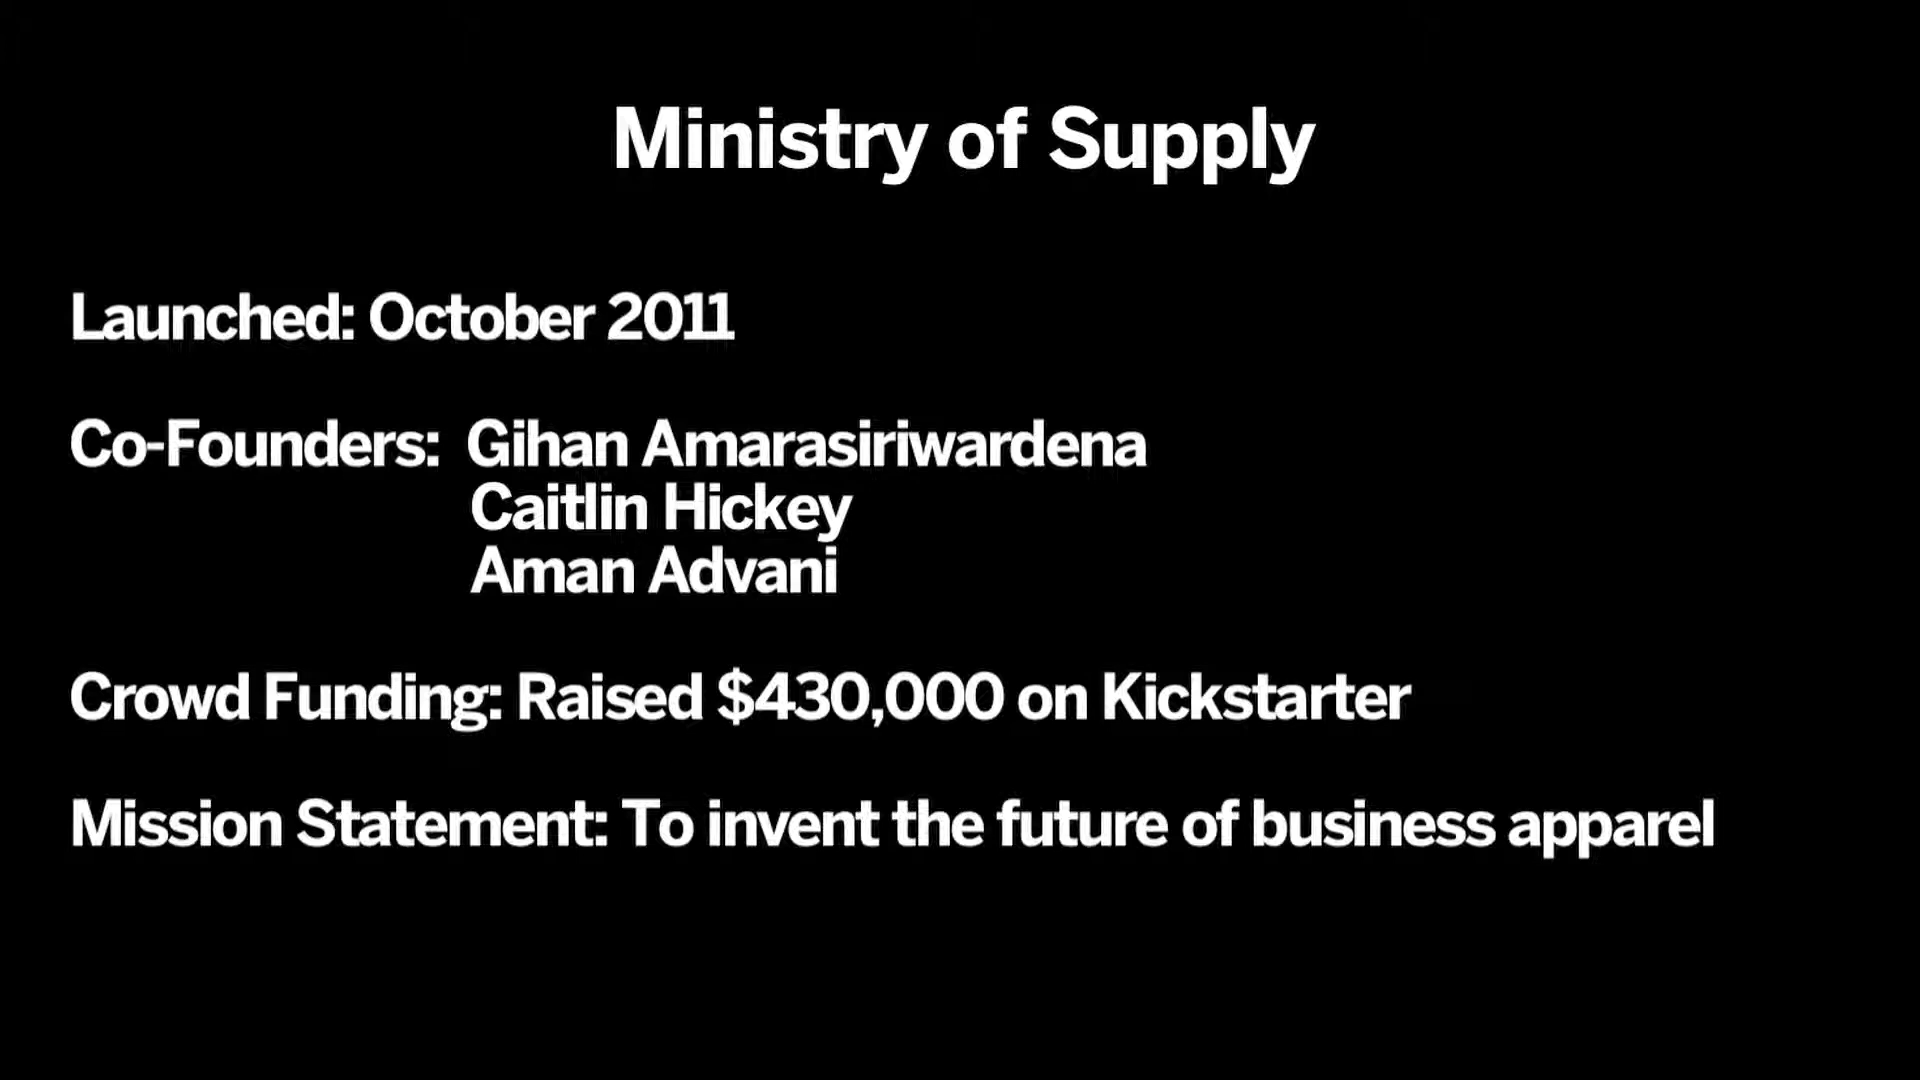 Ministry of Supply
Launched: October 2011
Co-Founders: Gihan Amarasiriwardena
Caitlin Hickey
Aman Advani
Crowd Funding: Raised $430,000 on Kickstarter
Mission Statement: To invent the future of business apparel